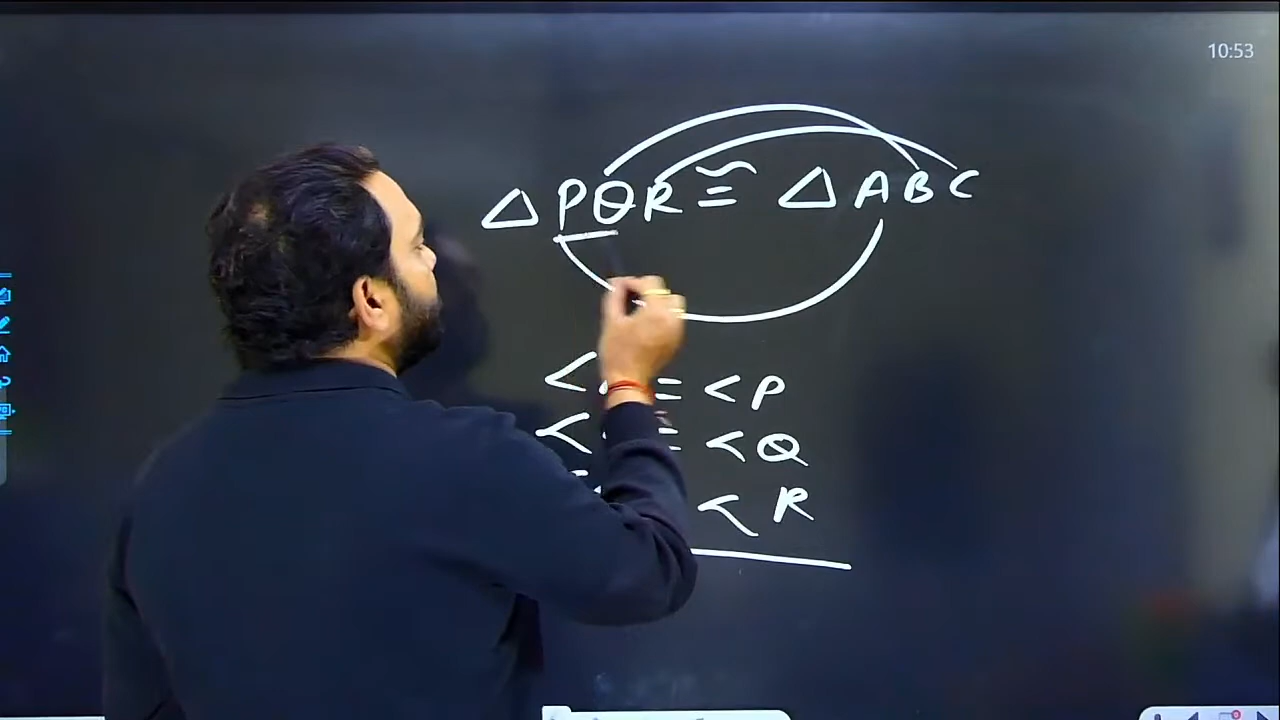 10:53
△ PQR ≅ △ ABC
< = < P
< = < Q
< R